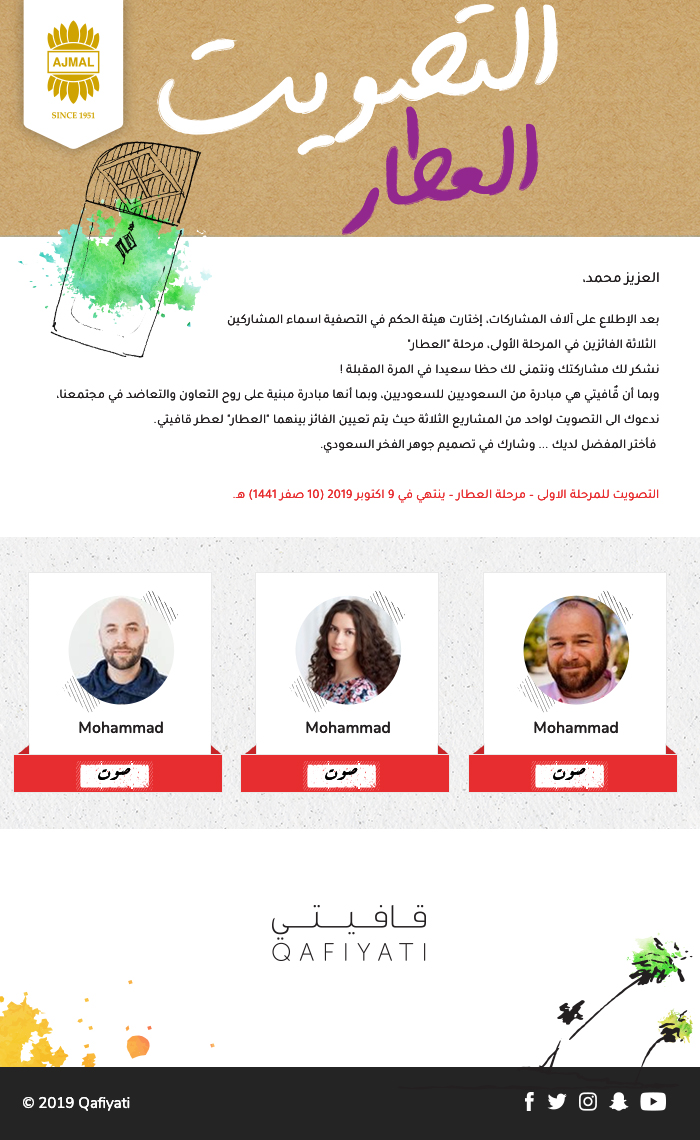 AJMAL
SINCE 1951
التصويت
العطار
العزيز محمد،
بعد الإطلاع على آلاف المشاركات، إختارت هيئة الحكم في التصفية اسماء المشاركين
الثلاثة الفائزين في المرحلة الأولى، مرحلة "العطار"
نشكر لك مشاركتك ونتمنى لك حظا سعيدا في المرة المقبلة !
وبما أن قٌافيتي هي مبادرة من السعوديين للسعوديين، وبما أنها مبادرة مبنية على روح التعاون والتعاضد في مجتمعنا،
ندعوك الى التصويت لواحد من المشاريع الثلاثة حيث يتم تعيين الفائز بينهما "العطار" لعطر قافيتي.
فأختر المفضل لديك ... وشارك في تصميم جوهر الفخر السعودي.
التصويت للمرحلة الاولى - مرحلة العطار - ينتهي في 9 اكتوبر 2019 (10 صفر 1441) هـ.
Mohammad
Mohammad
Mohammad
صوت
صوت
صوت
قـافـيـتـي
QAFIYATI
© 2019 Qafiyati